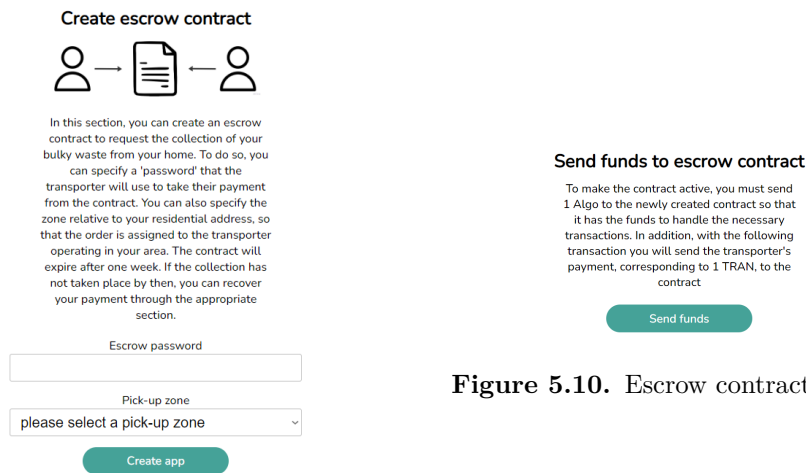 Create escrow contract
In this section, you can create an escrow
contract to request the collection of your
bulky waste from your home. To do so, you
can specify a 'password' that the
transporter will use to take their payment
from the contract. You can also specify the
zone relative to your residential address, so
that the order is assigned to the transporter
operating in your area. The contract will
expire after one week. If the collection has
not taken place by then, you can recover
your payment through the appropriate
section.
Escrow password
Pick-up zone
please select a pick-up zone
Create app
Send funds to escrow contract
To make the contract active, you must send
1 Algo to the newly created contract so that
it has the funds to handle the necessary
transactions. In addition, with the following
transaction you will send the transporter's
payment, corresponding to 1 TRAN, to the
contract
Send funds
Figure 5.10. Escrow contract